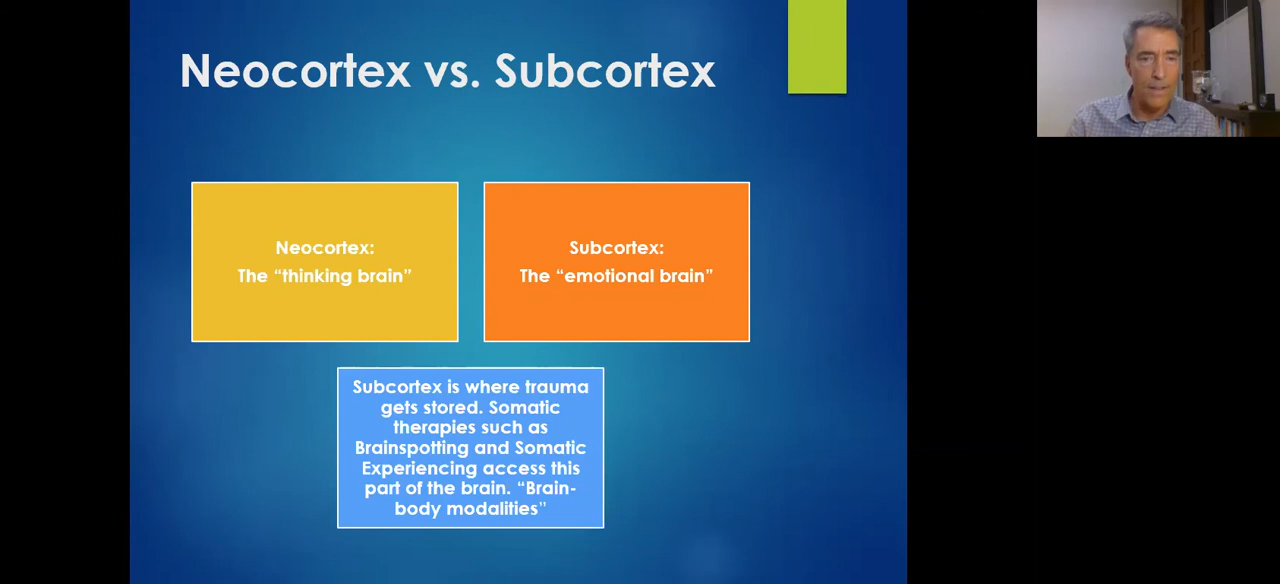 Neocortex vs. Subcortex
Neocortex:
The “thinking brain”
Subcortex:
The “emotional brain”
Subcortex is where trauma
gets stored. Somatic
therapies such as
Brainspotting and Somatic
Experiencing access this
part of the brain. “Brain-
body modalities”